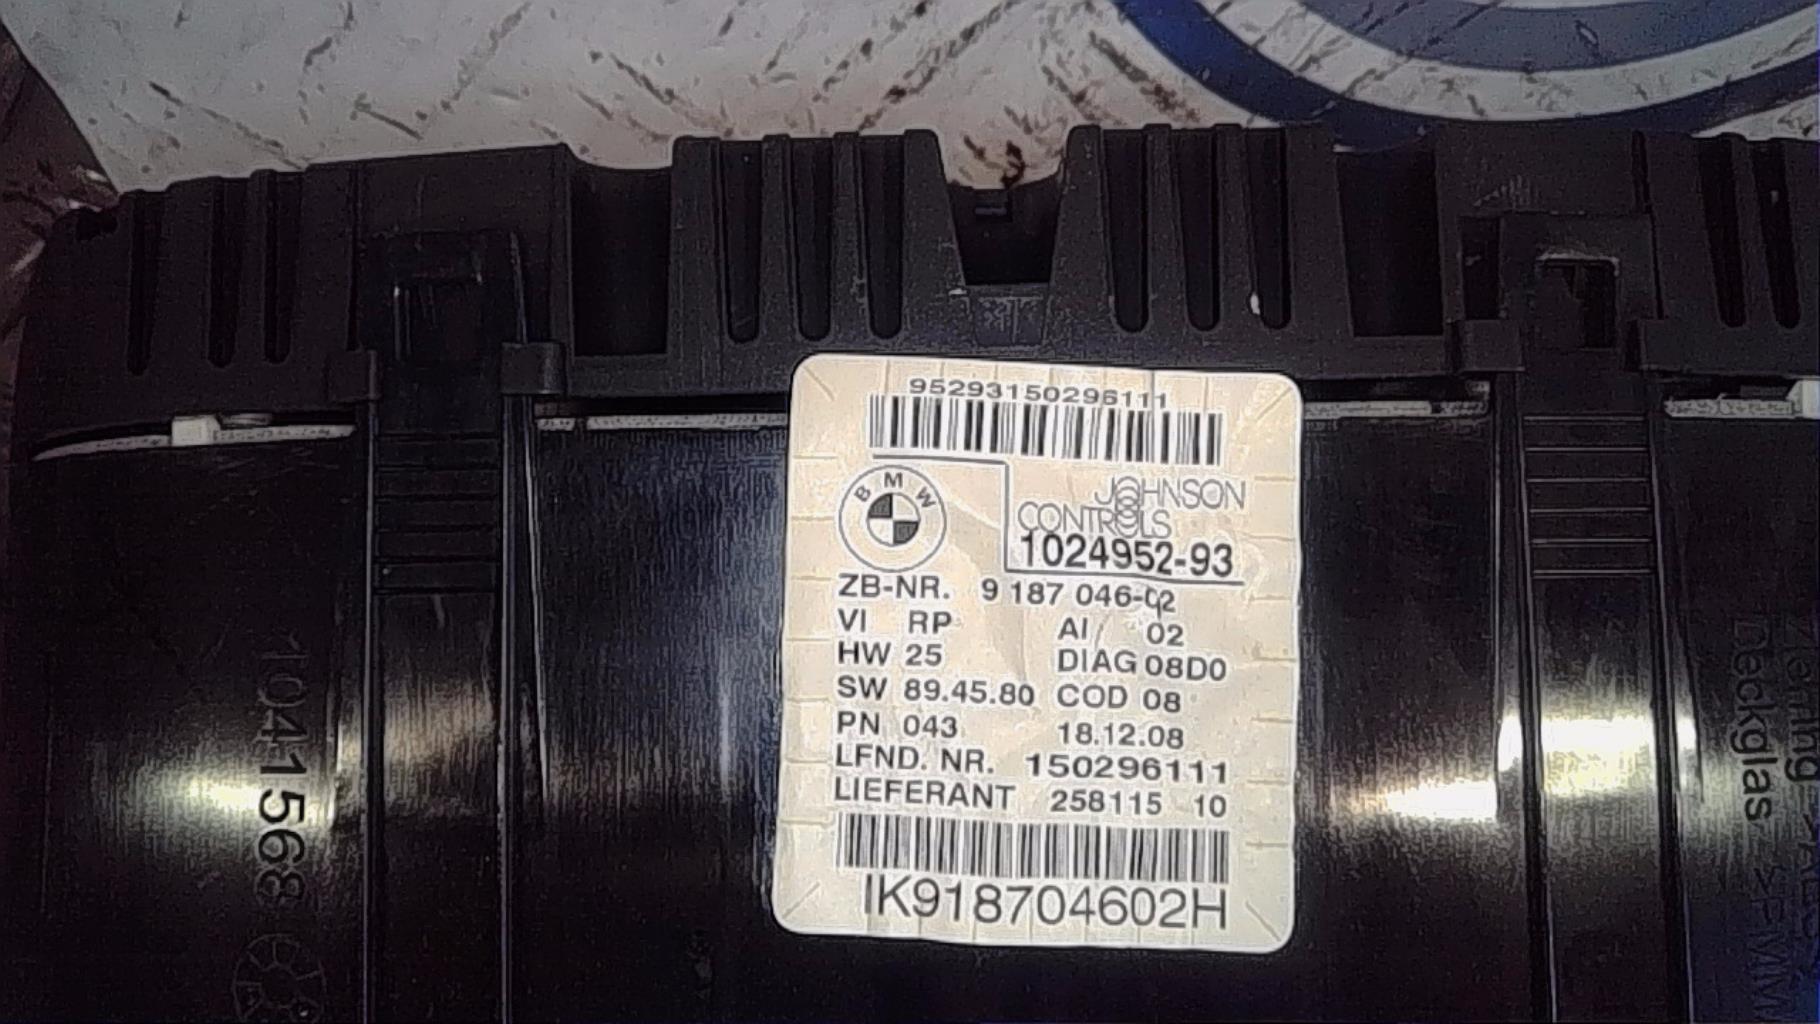 95293150296111
BMW
JOHNSON
CONTROLS
1024952-93
ZB-NR. 9 187 046-02
VI RP AI 02
HW 25 DIAG 08D0
SW 89.45.80 COD 08
PN 043 18.12.08
LFND. NR. 150296111
LIEFERANT 258115 10
IK918704602H
1041568
Deckglas